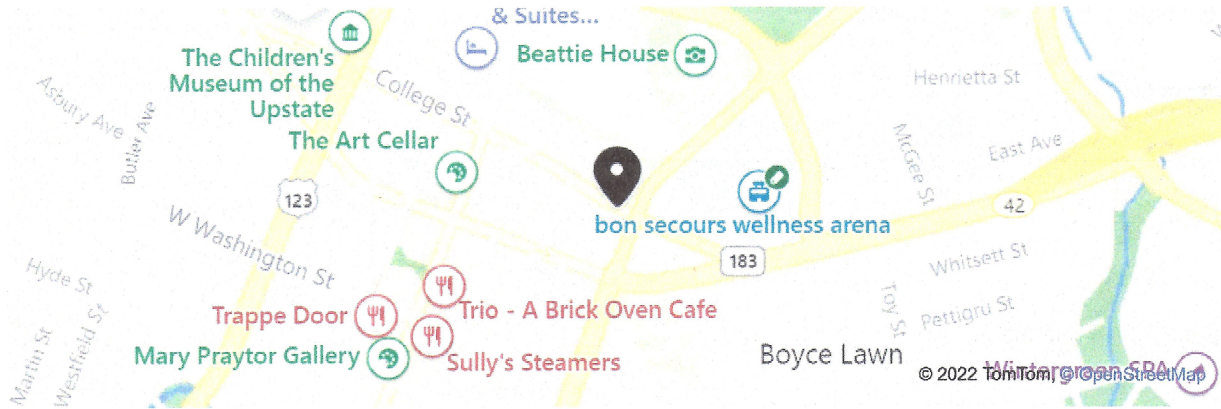 & Suites...
The Children's
Museum of the
Upstate
Beattie House
College St
Henrietta St
Asbury Ave
Butler Ave
The Art Cellar
McGee St
East Ave
123
42
bon secours wellness arena
W Washington St
183
Whitsett St
Hyde St
Trappe Door
Trio - A Brick Oven Cafe
Toy St
Pettigru St
Martin St
Westfield St
Mary Praytor Gallery
Sully's Steamers
Boyce Lawn
Wintergreen SPA
© 2022 TomTom, © OpenStreetMap